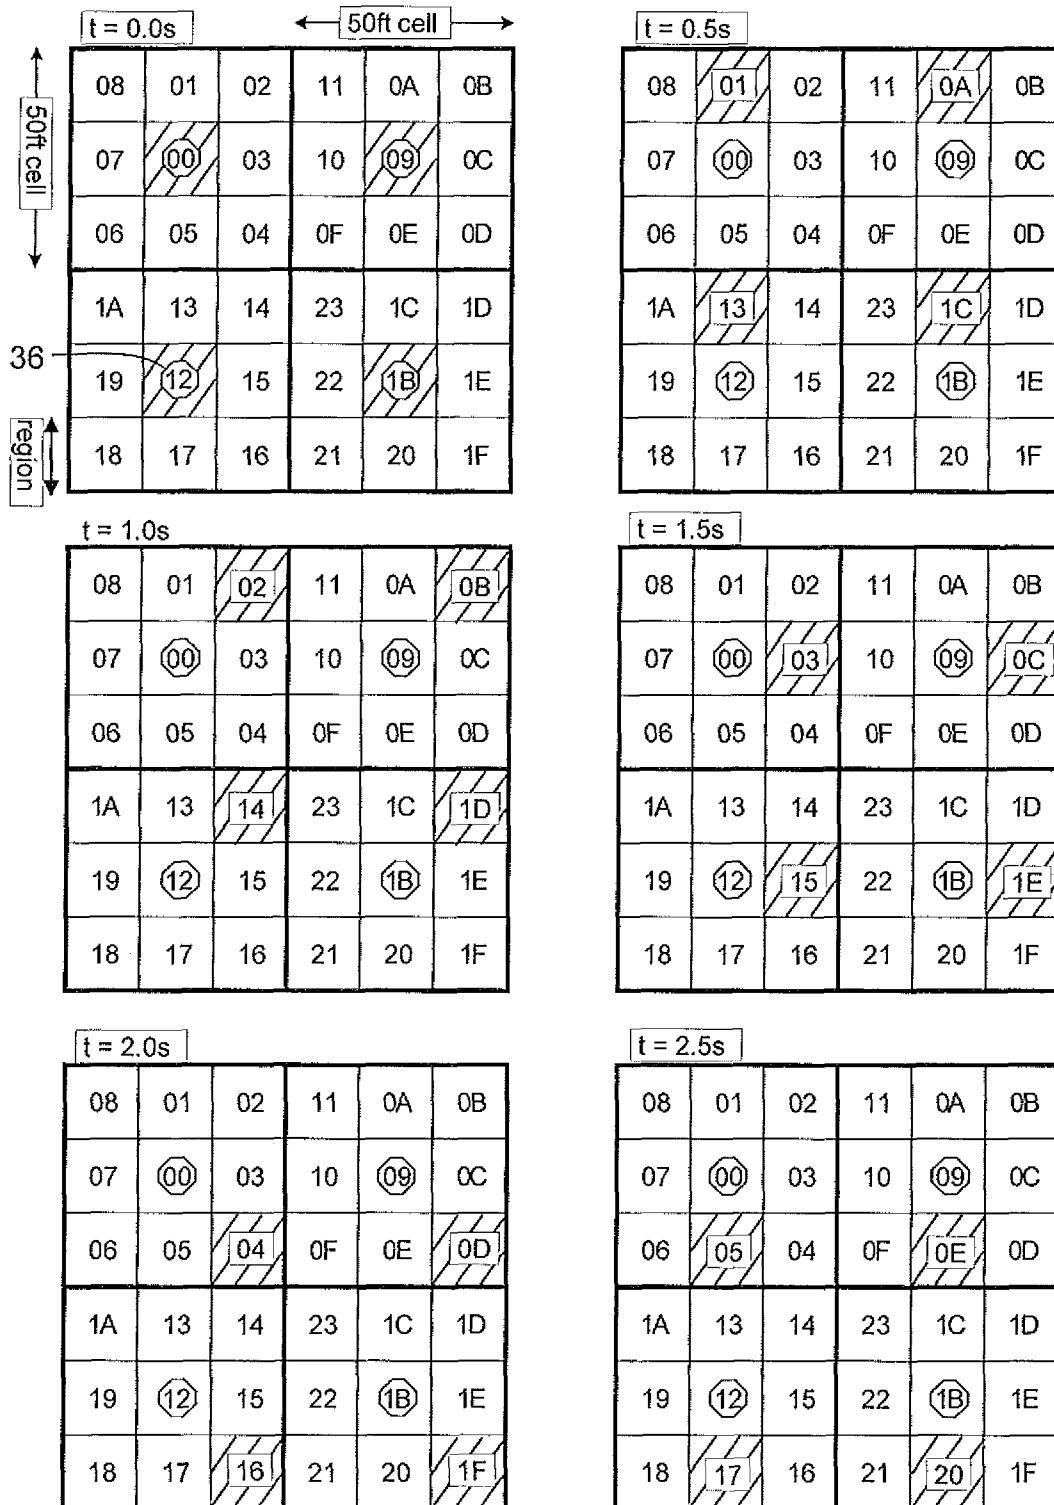 t = 0.0s 50ft cell t = 0.5s
08 01 02 11 0A 0B 08 01 02 11 0A 0B
50ft cell
07 00 03 10 09 0C 07 00 03 10 09 0C
06 05 04 0F 0E 0D 06 05 04 0F 0E 0D
1A 13 14 23 1C 1D 1A 13 14 23 1C 1D
36
19 12 15 22 1B 1E 19 12 15 22 1B 1E
region
18 17 16 21 20 1F 18 17 16 21 20 1F
t = 1.0s t = 1.5s
08 01 02 11 0A 0B 08 01 02 11 0A 0B
07 00 03 10 09 0C 07 00 03 10 09 0C
06 05 04 0F 0E 0D 06 05 04 0F 0E 0D
1A 13 14 23 1C 1D 1A 13 14 23 1C 1D
19 12 15 22 1B 1E 19 12 15 22 1B 1E
18 17 16 21 20 1F 18 17 16 21 20 1F
t = 2.0s t = 2.5s
08 01 02 11 0A 0B 08 01 02 11 0A 0B
07 00 03 10 09 0C 07 00 03 10 09 0C
06 05 04 0F 0E 0D 06 05 04 0F 0E 0D
1A 13 14 23 1C 1D 1A 13 14 23 1C 1D
19 12 15 22 1B 1E 19 12 15 22 1B 1E
18 17 16 21 20 1F 18 17 16 21 20 1F